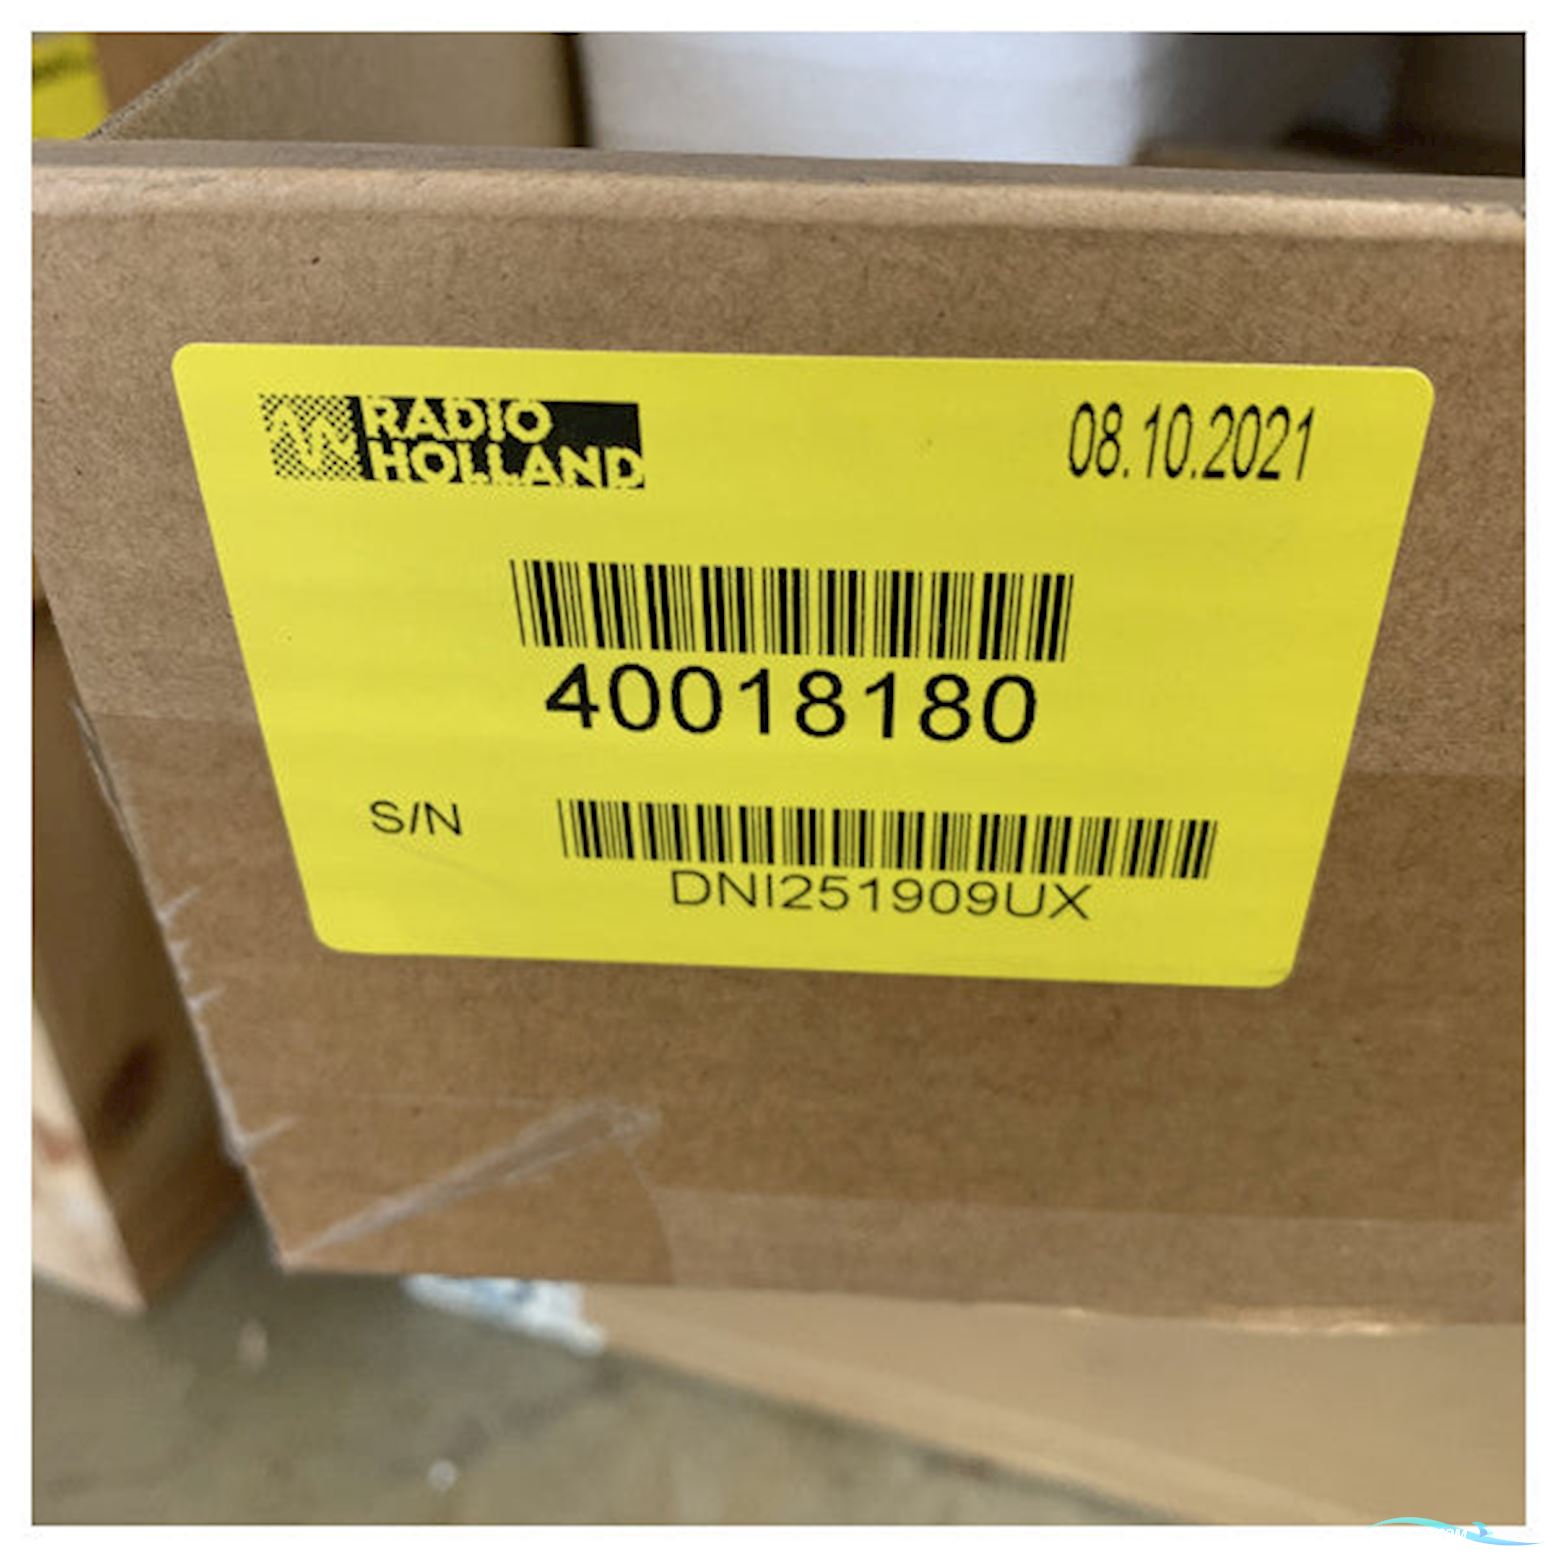 RADIO
HOLLAND
08.10.2021
40018180
S/N
DNI251909UX